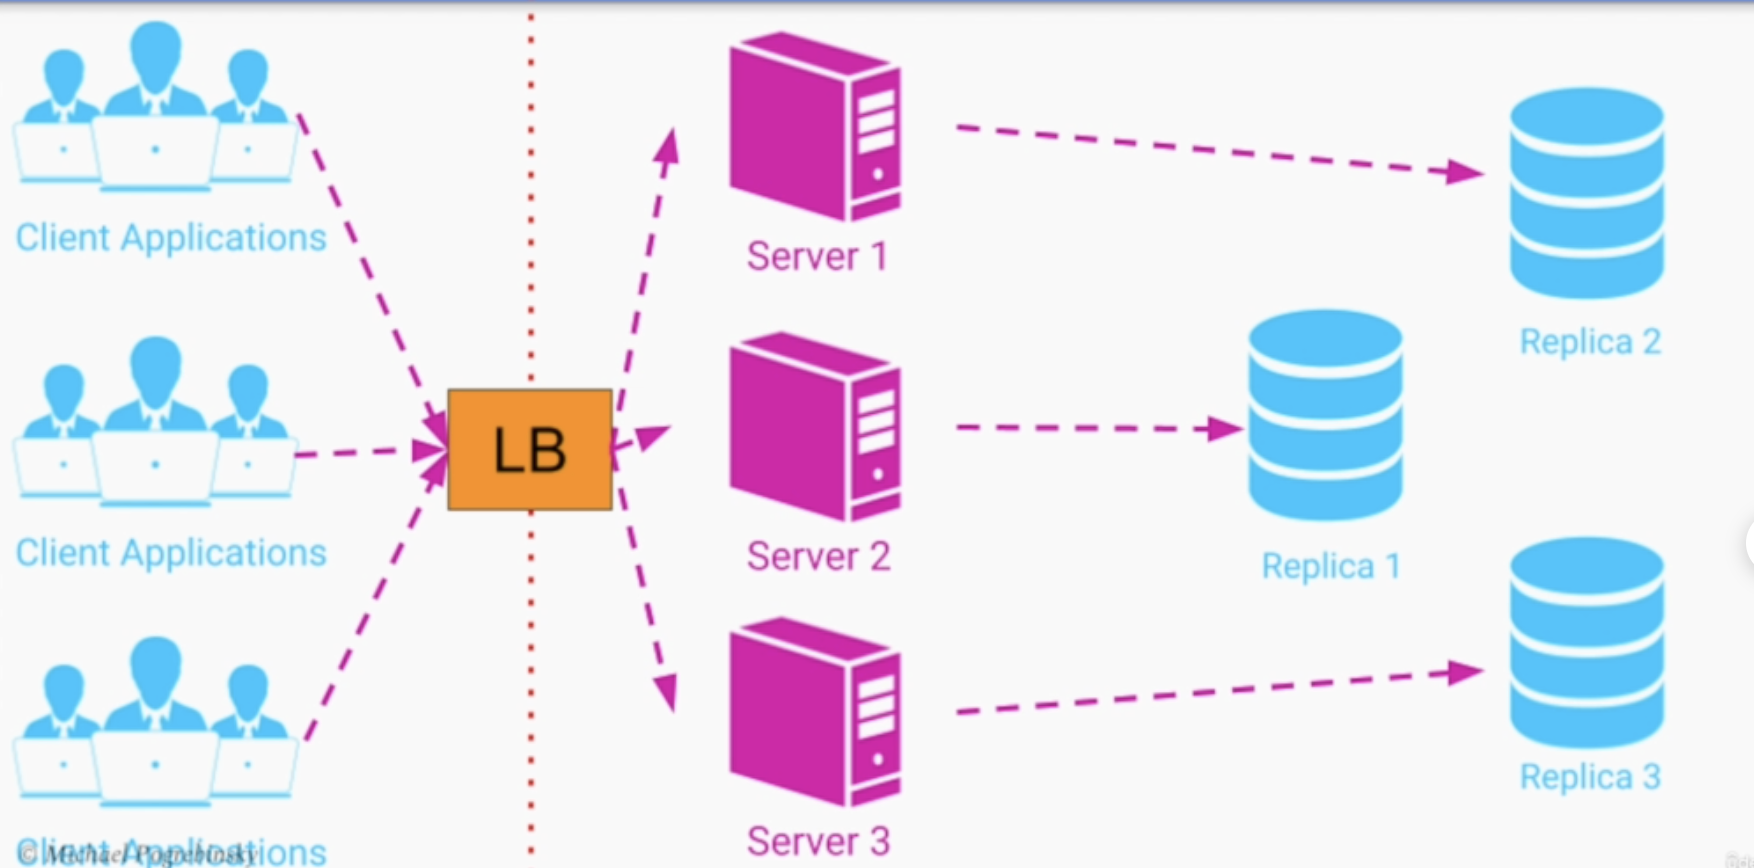 Client Applications
Server 1
Replica 2
LB
Client Applications
Server 2
Replica 1
Server 3
Replica 3
Client Applications
© Michael Pogrebinsky